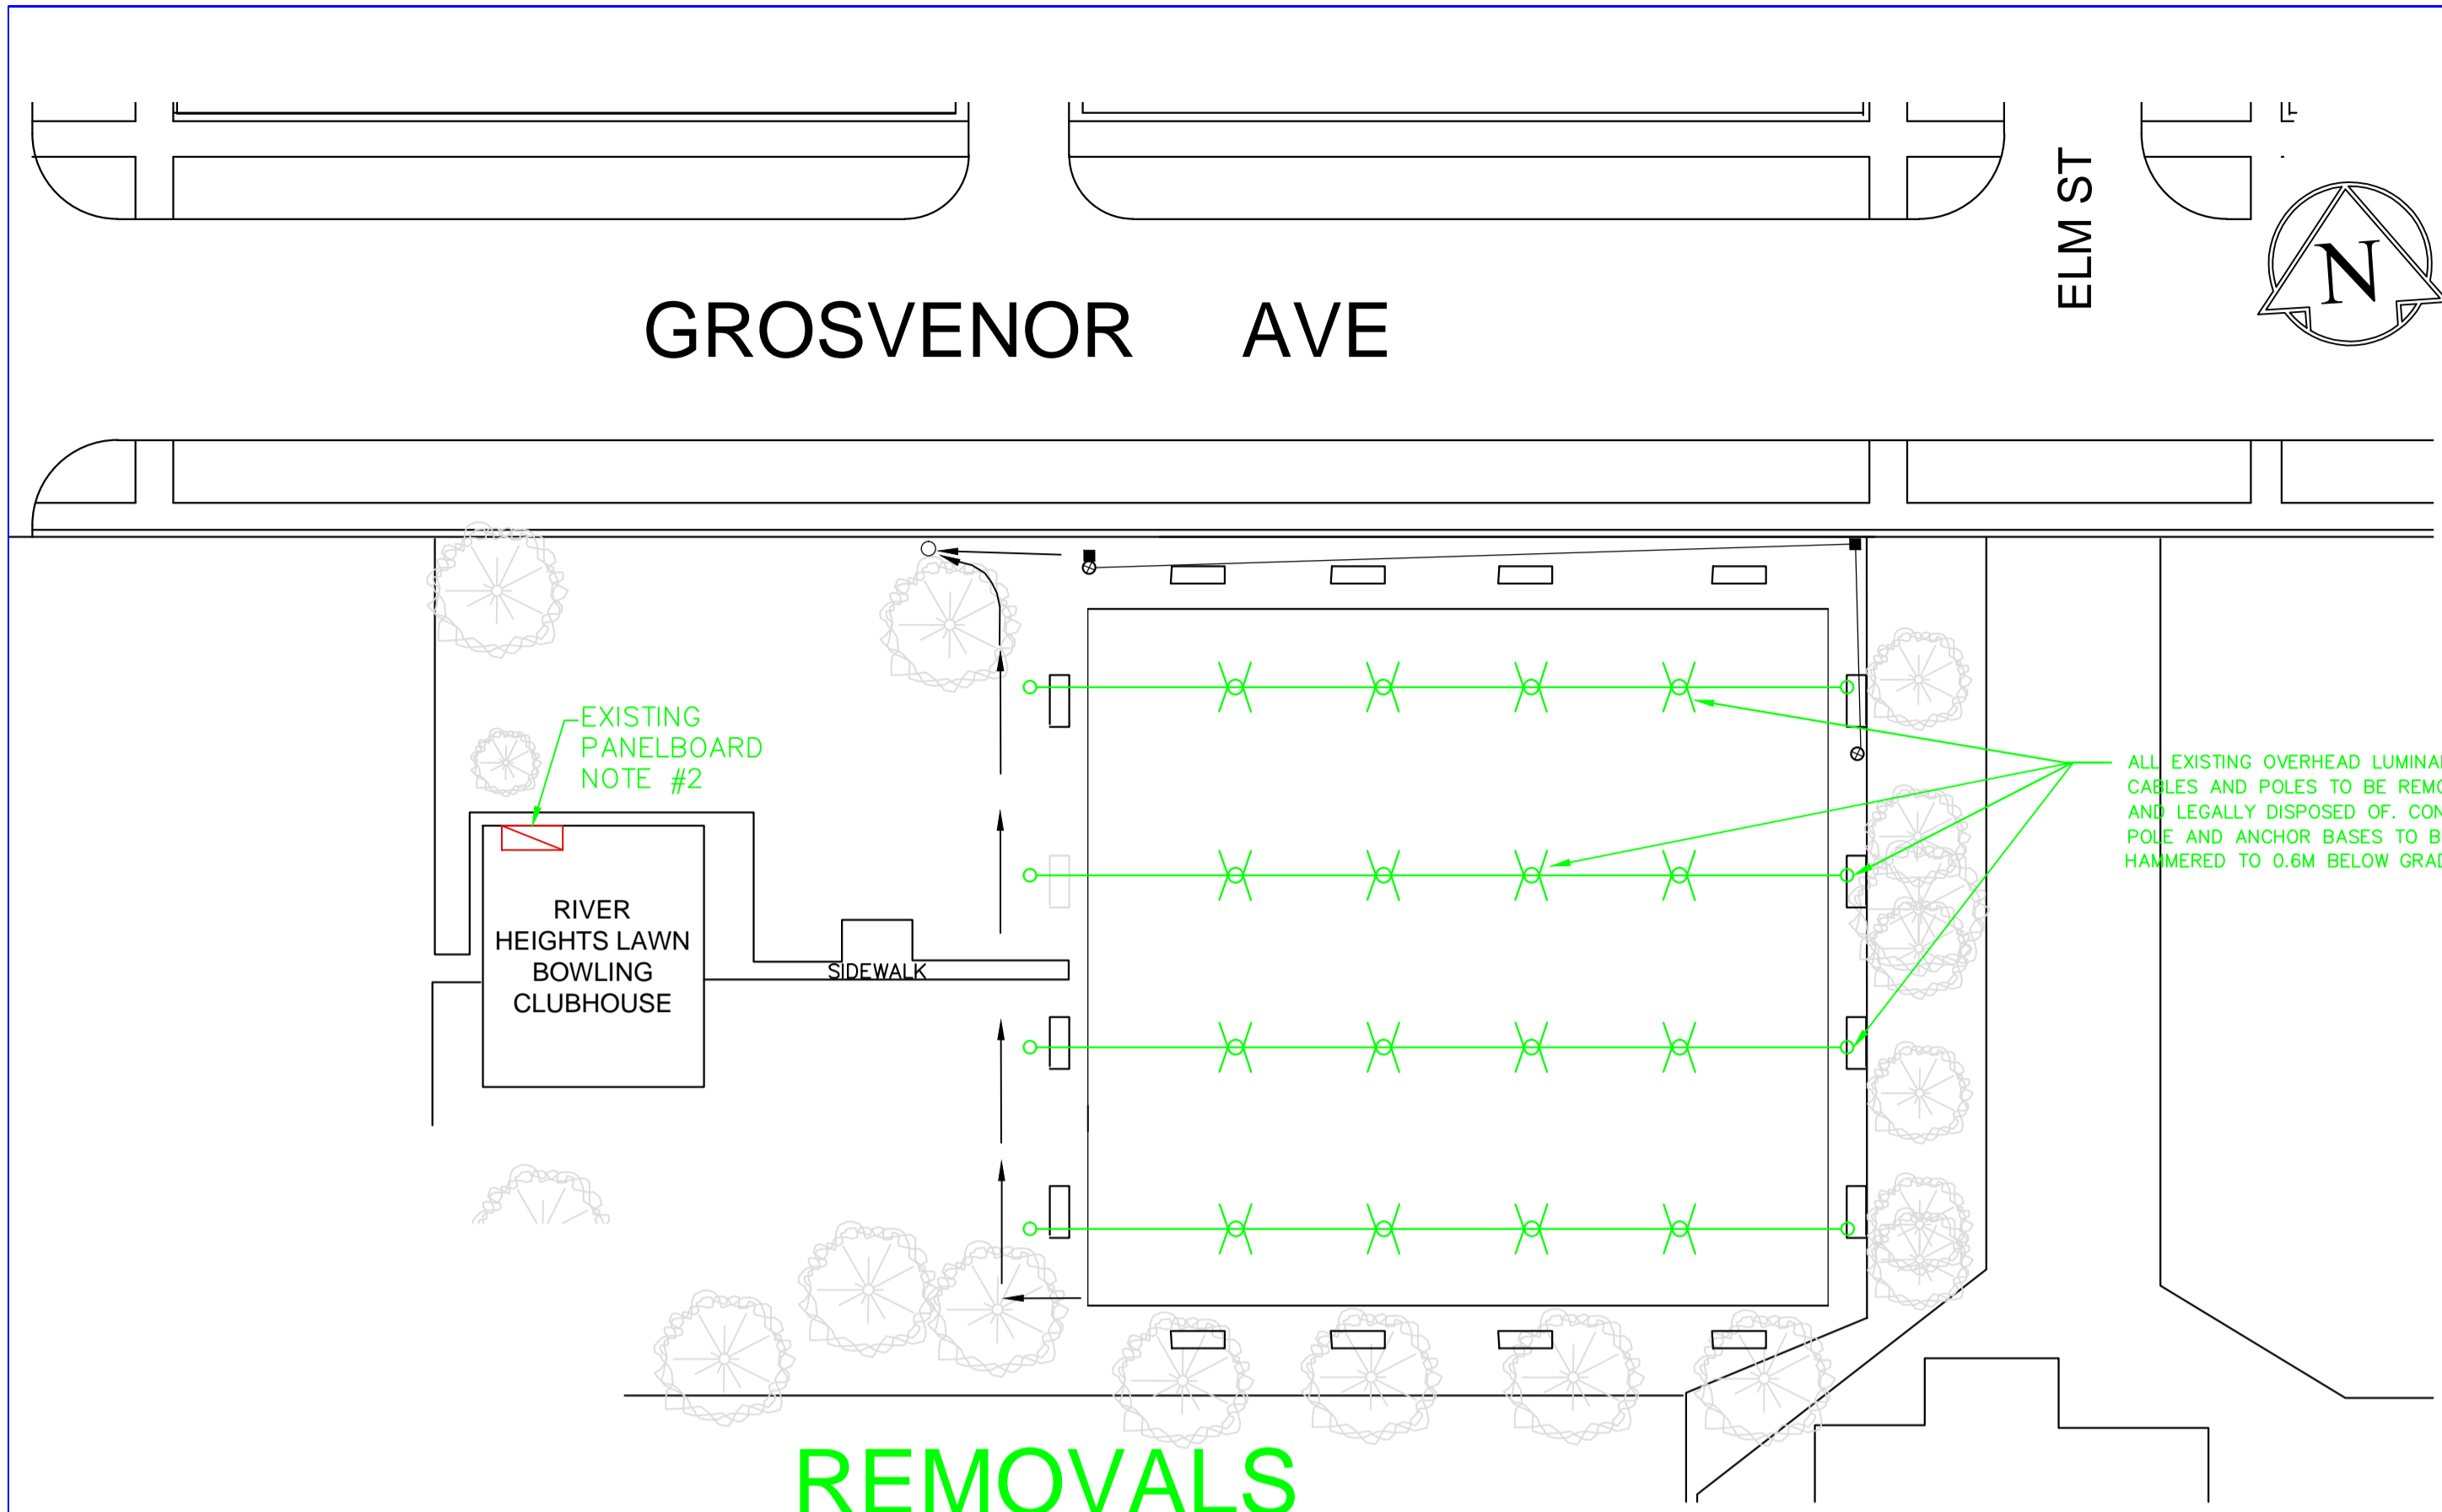 ELM ST
N
GROSVENOR AVE
EXISTING
PANELBOARD
NOTE #2
ALL EXISTING OVERHEAD
CABLES AND POLES TO BE
AND LEGALLY DISPOSED OF.
POLE AND ANCHOR BASES TO
HAMMERED TO 0.6M BELOW
RIVER
HEIGHTS LAWN
BOWLING
CLUBHOUSE
SIDEWALK
REMOVALS